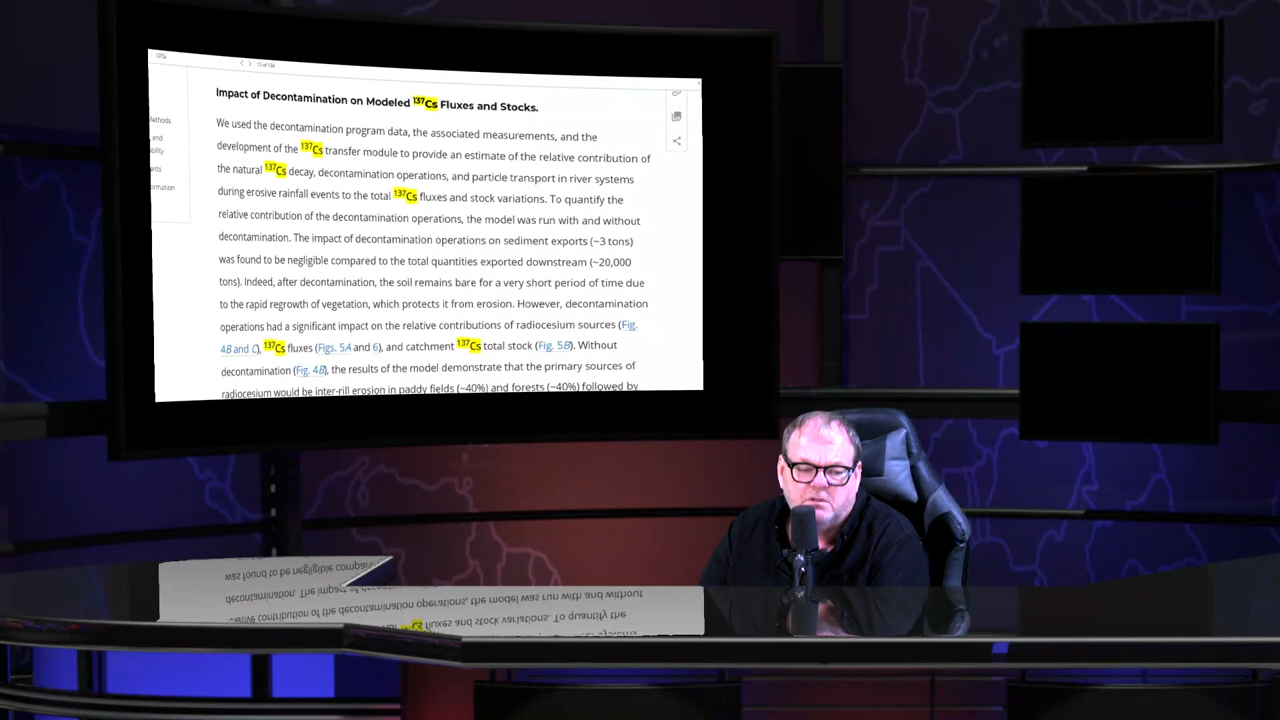 11 of 134
Impact of Decontamination on Modeled ¹³⁷Cs Fluxes and Stocks.
We used the decontamination program data, the associated measurements, and the
development of the ¹³⁷Cs transfer module to provide an estimate of the relative contribution of
the natural ¹³⁷Cs decay, decontamination operations, and particle transport in river systems
during erosive rainfall events to the total ¹³⁷Cs fluxes and stock variations. To quantify the
relative contribution of the decontamination operations, the model was run with and without
decontamination. The impact of decontamination operations on sediment exports (~3 tons)
was found to be negligible compared to the total quantities exported downstream (~20,000
tons). Indeed, after decontamination, the soil remains bare for a very short period of time due
to the rapid regrowth of vegetation, which protects it from erosion. However, decontamination
operations had a significant impact on the relative contributions of radiocesium sources (Fig.
4B and C), ¹³⁷Cs fluxes (Figs. 5A and 6), and catchment ¹³⁷Cs total stock (Fig. 5B). Without
decontamination (Fig. 4B), the results of the model demonstrate that the primary sources of
radiocesium would be inter-rill erosion in paddy fields (~40%) and forests (~40%) followed by